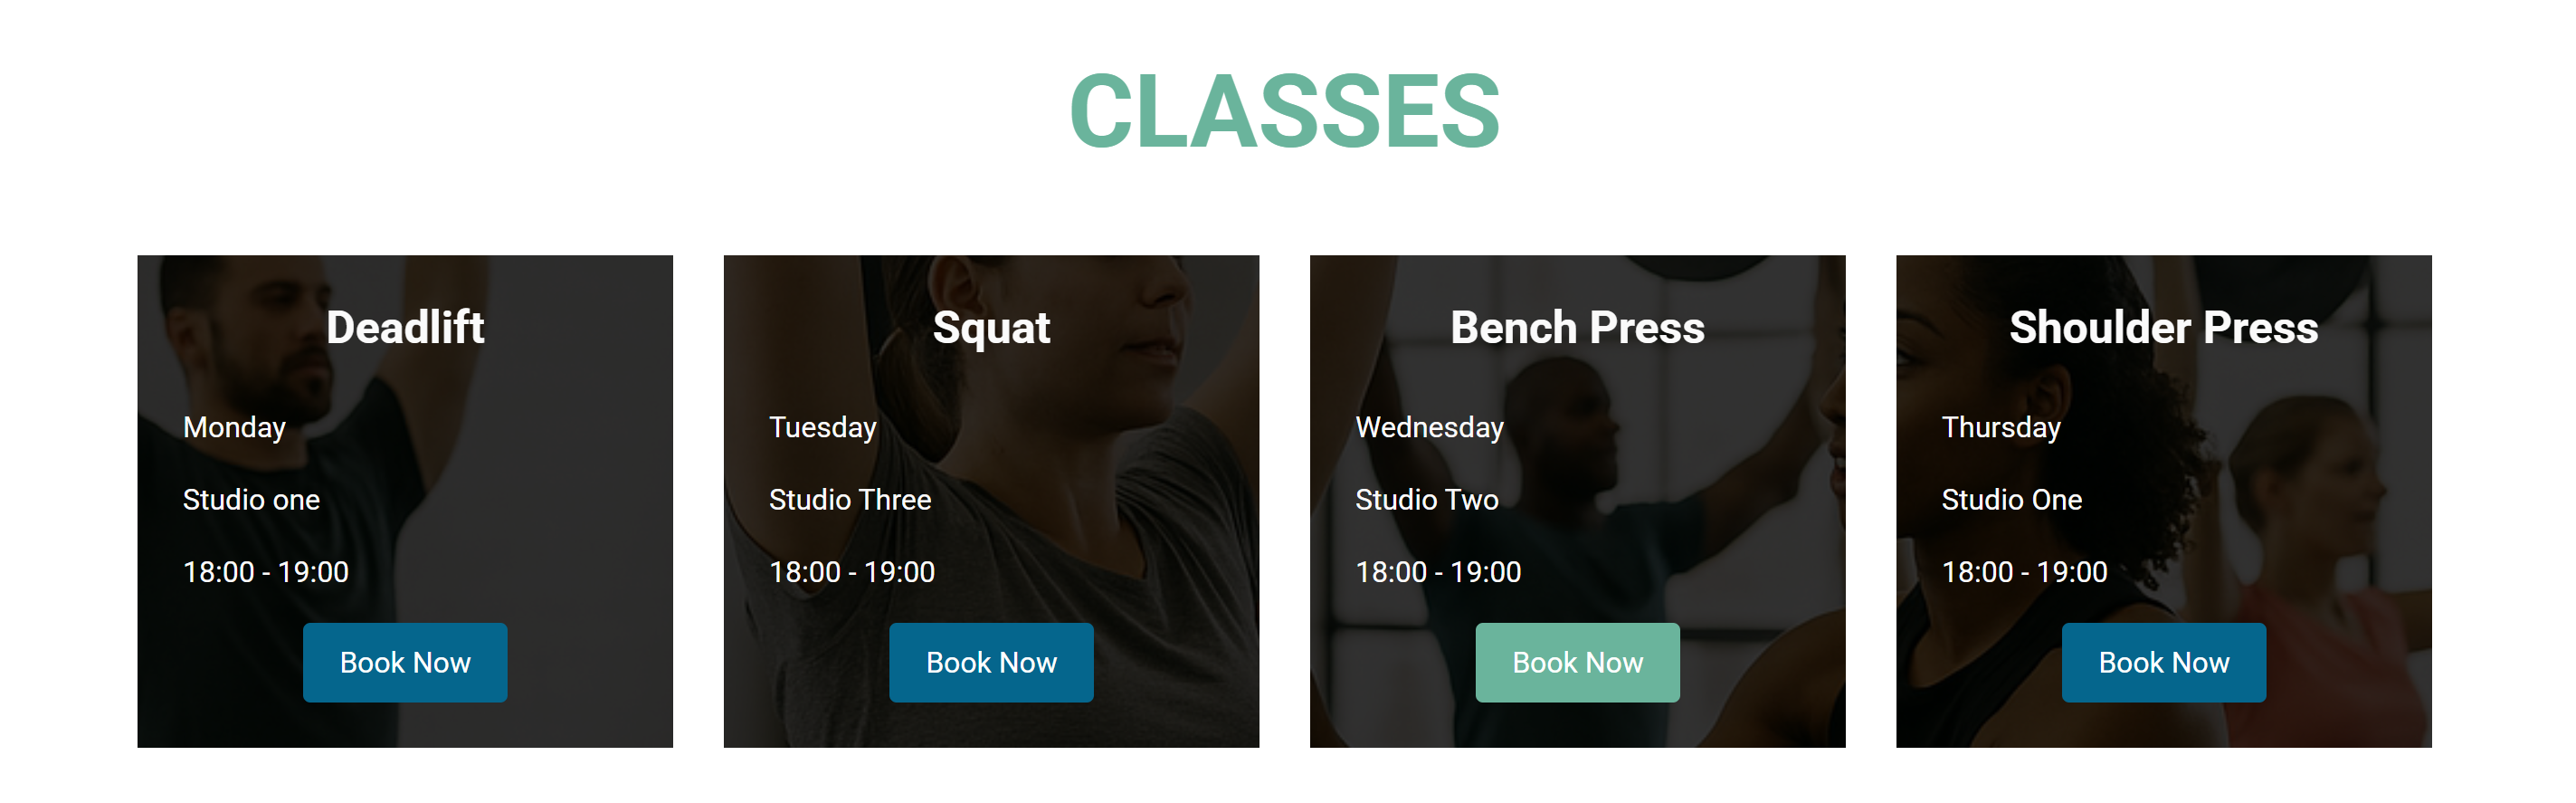 CLASSES
Deadlift
Monday
Studio one
18:00 - 19:00
Book Now
Squat
Tuesday
Studio Three
18:00 - 19:00
Book Now
Bench Press
Wednesday
Studio Two
18:00 - 19:00
Book Now
Shoulder Press
Thursday
Studio One
18:00 - 19:00
Book Now